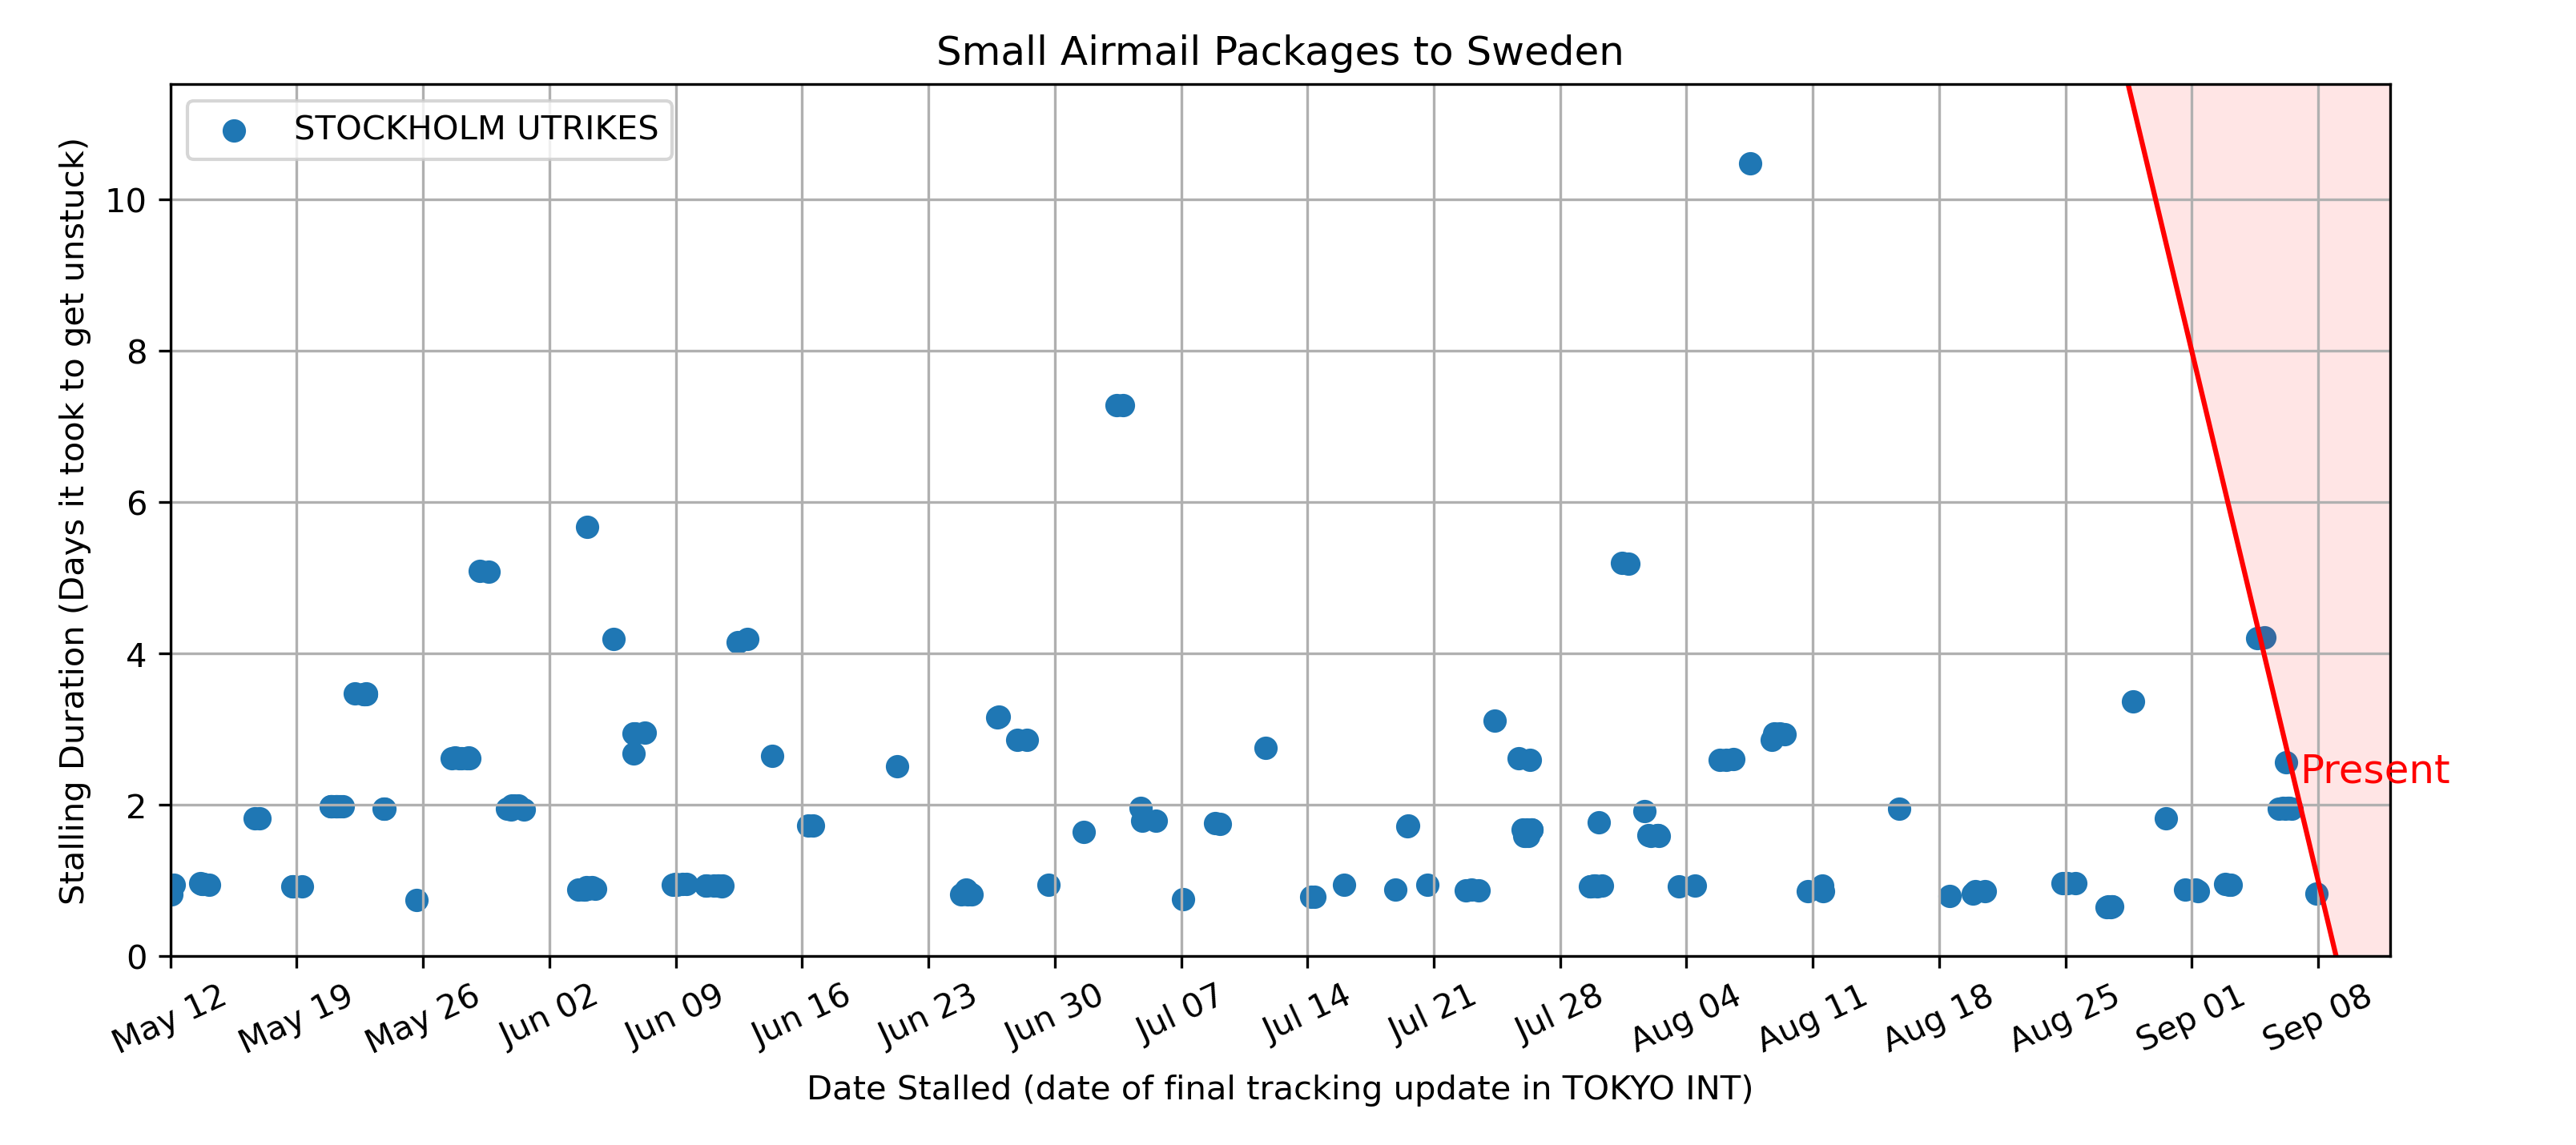 Small Airmail Packages to Sweden
STOCKHOLM UTRIKES
Stalling Duration (Days it took to get unstuck)
10
8
6
4
2
0
Present
May 12
May 19
May 26
Jun 02
Jun 09
Jun 16
Jun 23
Jun 30
Jul 07
Jul 14
Jul 21
Jul 28
Aug 04
Aug 11
Aug 18
Aug 25
Sep 01
Sep 08
Date Stalled (date of final tracking update in TOKYO INT)